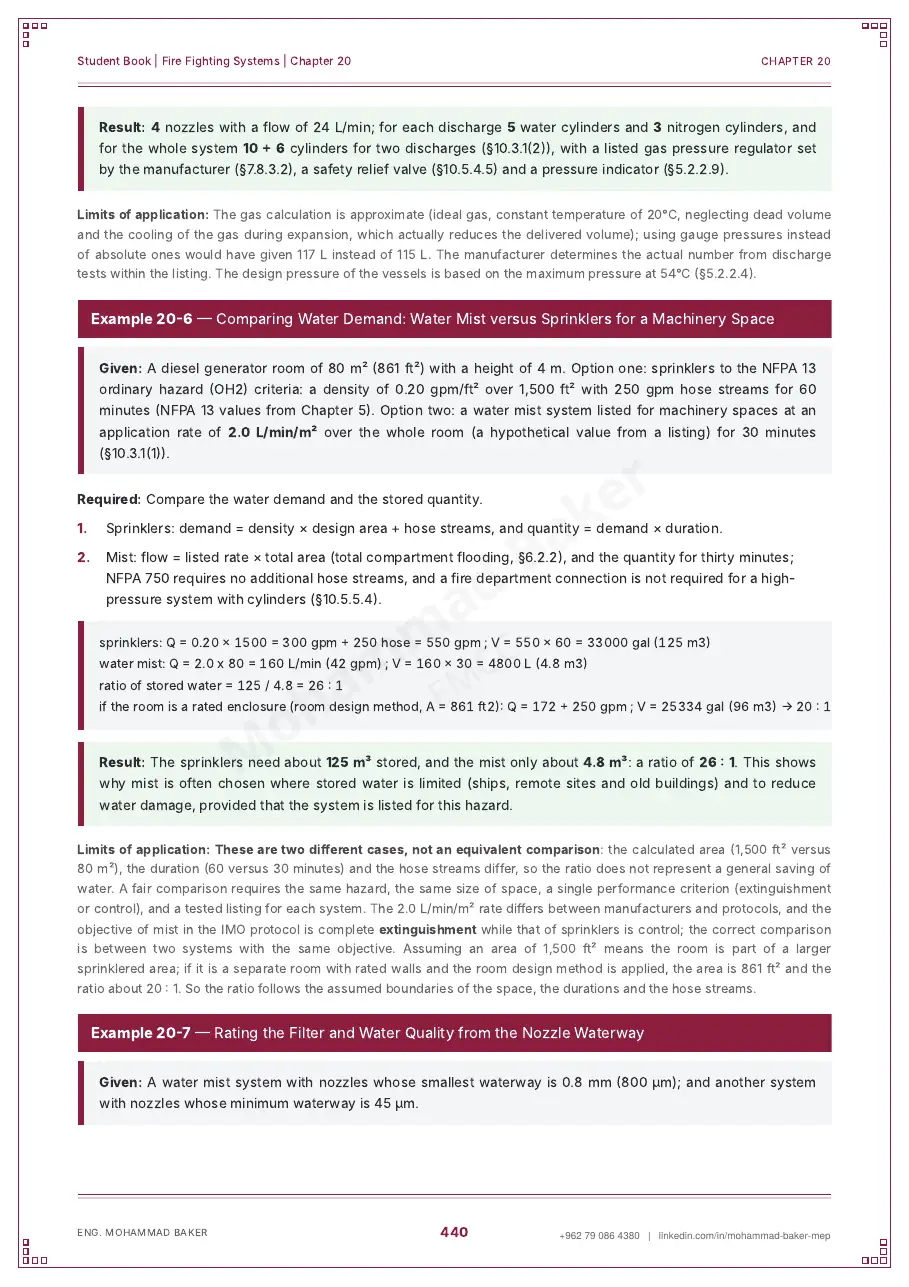 Student Book | Fire Fighting Systems | Chapter 20
CHAPTER 20
Result: 4 nozzles with a flow of 24 L/min; for each discharge 5 water cylinders and 3 nitrogen cylinders, and
for the whole system 10 + 6 cylinders for two discharges (§10.3.1(2)), with a listed gas pressure regulator set
by the manufacturer (§7.8.3.2), a safety relief valve (§10.5.4.5) and a pressure indicator (§5.2.2.9).
Limits of application: The gas calculation is approximate (ideal gas, constant temperature of 20°C, neglecting dead volume
and the cooling of the gas during expansion, which actually reduces the delivered volume); using gauge pressures instead
of absolute ones would have given 117 L instead of 115 L. The manufacturer determines the actual number from discharge
tests within the listing. The design pressure of the vessels is based on the maximum pressure at 54°C (§5.2.2.4).
Example 20-6 — Comparing Water Demand: Water Mist versus Sprinklers for a Machinery Space
Given: A diesel generator room of 80 m² (861 ft²) with a height of 4 m. Option one: sprinklers to the NFPA 13
ordinary hazard (OH2) criteria: a density of 0.20 gpm/ft² over 1,500 ft² with 250 gpm hose streams for 60
minutes (NFPA 13 values from Chapter 5). Option two: a water mist system listed for machinery spaces at an
application rate of 2.0 L/min/m² over the whole room (a hypothetical value from a listing) for 30 minutes
(§10.3.1(1)).
Required: Compare the water demand and the stored quantity.
1. Sprinklers: demand = density × design area + hose streams, and quantity = demand × duration.
2. Mist: flow = listed rate × total area (total compartment flooding, §6.2.2), and the quantity for thirty minutes;
NFPA 750 requires no additional hose streams, and a fire department connection is not required for a high-
pressure system with cylinders (§10.5.5.4).
sprinklers: Q = 0.20 × 1500 = 300 gpm + 250 hose = 550 gpm ; V = 550 × 60 = 33000 gal (125 m3)
water mist: Q = 2.0 x 80 = 160 L/min (42 gpm) ; V = 160 × 30 = 4800 L (4.8 m3)
ratio of stored water = 125 / 4.8 = 26 : 1
if the room is a rated enclosure (room design method, A = 861 ft2): Q = 172 + 250 gpm ; V = 25334 gal (96 m3) → 20 : 1
Result: The sprinklers need about 125 m³ stored, and the mist only about 4.8 m³: a ratio of 26 : 1. This shows
why mist is often chosen where stored water is limited (ships, remote sites and old buildings) and to reduce
water damage, provided that the system is listed for this hazard.
Limits of application: These are two different cases, not an equivalent comparison: the calculated area (1,500 ft² versus
80 m²), the duration (60 versus 30 minutes) and the hose streams differ, so the ratio does not represent a general saving of
water. A fair comparison requires the same hazard, the same size of space, a single performance criterion (extinguishment
or control), and a tested listing for each system. The 2.0 L/min/m² rate differs between manufacturers and protocols, and the
objective of mist in the IMO protocol is complete extinguishment while that of sprinklers is control; the correct comparison
is between two systems with the same objective. Assuming an area of 1,500 ft² means the room is part of a larger
sprinklered area; if it is a separate room with rated walls and the room design method is applied, the area is 861 ft² and the
ratio about 20 : 1. So the ratio follows the assumed boundaries of the space, the durations and the hose streams.
Example 20-7 — Rating the Filter and Water Quality from the Nozzle Waterway
Given: A water mist system with nozzles whose smallest waterway is 0.8 mm (800 µm); and another system
with nozzles whose minimum waterway is 45 µm.
ENG. MOHAMMAD BAKER
440
+962 79 086 4380 | linkedin.com/in/mohammad-baker-mep